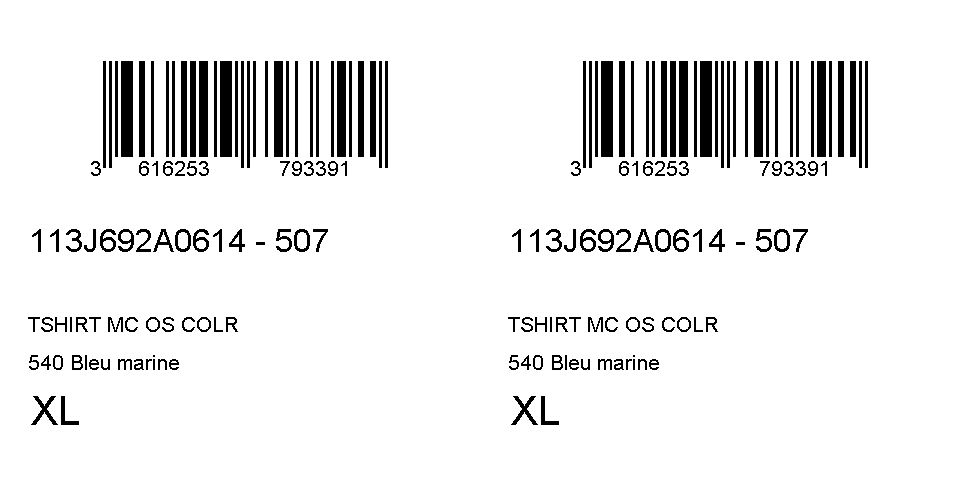 3 616253 793391
113J692A0614 - 507
TSHIRT MC OS COLR
540 Bleu marine
XL
3 616253 793391
113J692A0614 - 507
TSHIRT MC OS COLR
540 Bleu marine
XL